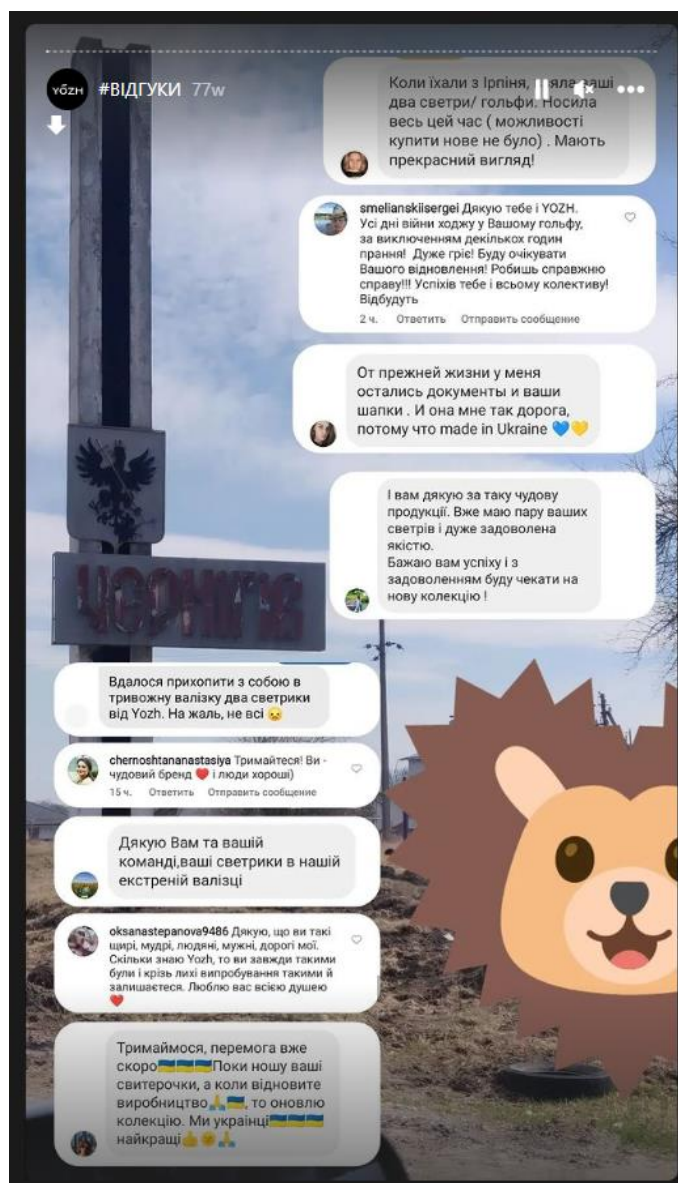 YOZH #ВІДГУКИ 77w
Коли їхали з Ірпіня, ваші
два светри/ гольфи. Носила
весь цей час ( можливості
купити нове не було) . Мають
прекрасний вигляд!
smelianskiisergei Дякую тебе і YOZH.
Усі дні війни ходжу у Вашому гольфу,
за виключенням декількох годин
прання! Дуже гріє! Буду очікувати
Вашого відновлення! Робишь справжню
справу!!! Успіхів тебе і всьому колективу!
Відбудуть
2 ч. Ответить Отправить сообщение
От прежней жизни у меня
остались документы и ваши
шапки . И она мне так дорога,
потому что made in Ukraine 💙💛
І вам дякую за таку чудову
продукції. Вже маю пару ваших
светрів і дуже задоволена
якістю.
Бажаю вам успіху і з
задоволенням буду чекати на
нову колекцію !
ЧОРНІГІВ
Вдалося прихопити з собою в
тривожну валізку два светрики
від Yozh. На жаль, не всі 😞
chernoshtananastasiya Тримайтеся! Ви -
чудовий бренд ❤️ і люди хороші)
15 ч. Ответить Отправить сообщение
Дякую Вам та вашій
команді,ваші светрики в нашій
екстреній валізці
oksanastepanova9486 Дякую, що ви такі
щирі, мудрі, людяні, мужні, дорогі мої.
Скільки знаю Yozh, то ви завжди такими
були і крізь лихі випробування такими й
залишаєтеся. Люблю вас всією душею
❤️
Тримаймося, перемога вже
скоро🇺🇦🇺🇦🇺🇦Поки ношу ваші
свитерочки, а коли відновите
виробництво🙏🇺🇦, то оновлю
колекцію. Ми українці🇺🇦🇺🇦🇺🇦
найкращі👍😉🙏